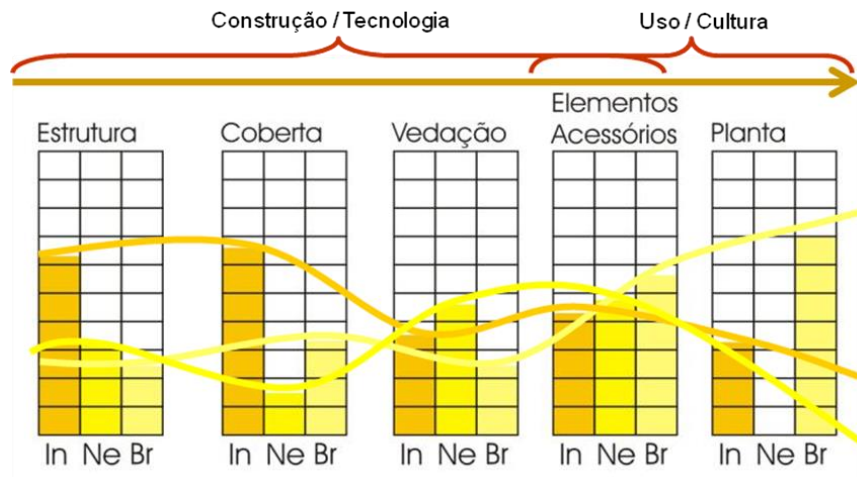 Construção / Tecnologia
Uso / Cultura
Estrutura
Coberta
Vedação
Elementos
Acessórios
Planta
In Ne Br
In Ne Br
In Ne Br
In Ne Br
In Ne Br